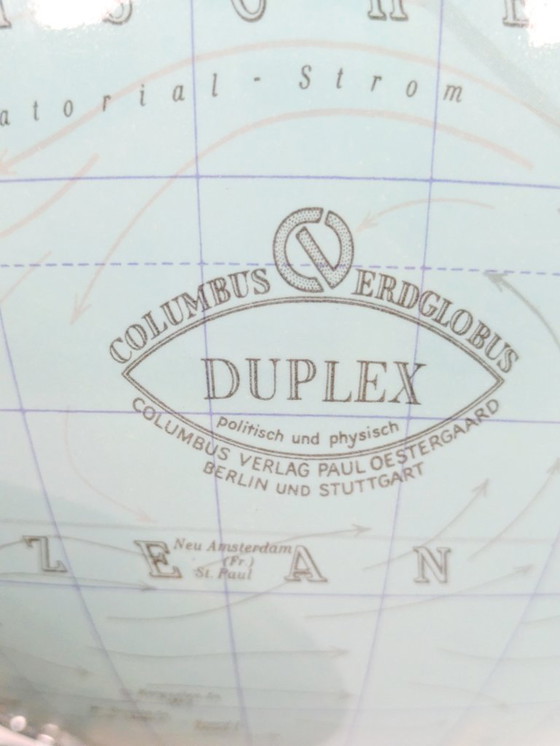 atorial - Strom
COLUMBUS ERDGLOBUS
DUPLEX
politisch und physisch
COLUMBUS VERLAG PAUL OESTERGAARD
BERLIN UND STUTTGART
Neu Amsterdam
(Fr.)
St. Paul
Z E A N